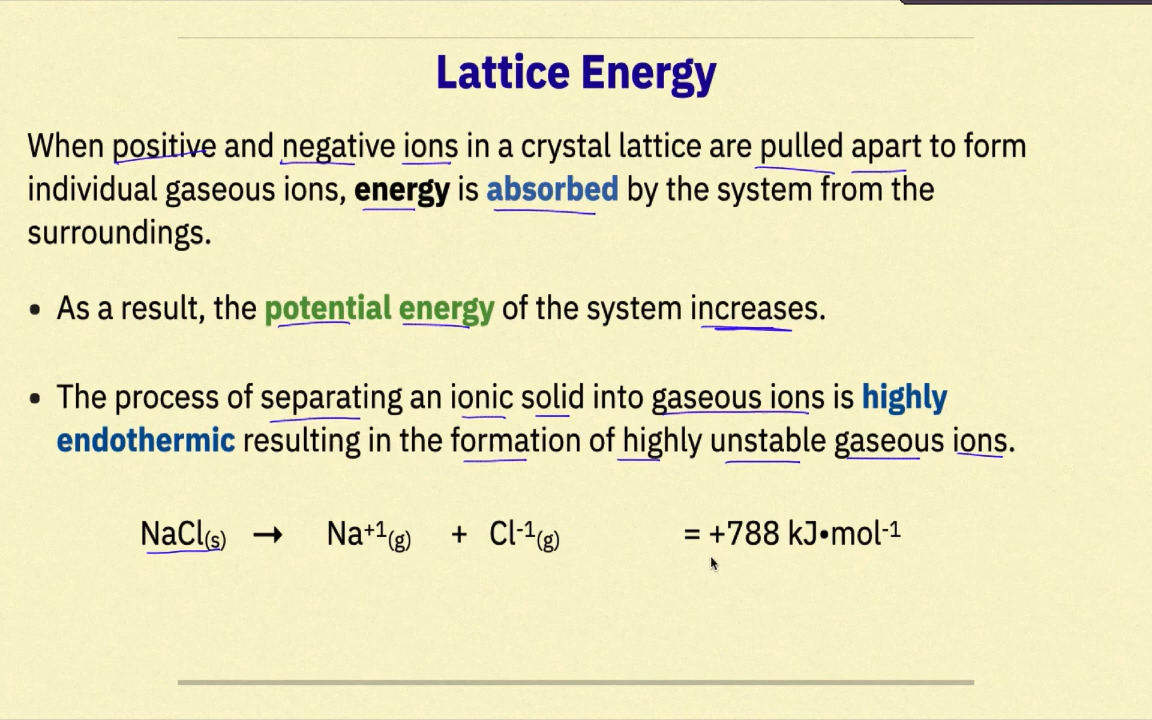 Lattice Energy
When positive and negative ions in a crystal lattice are pulled apart to form
individual gaseous ions, energy is absorbed by the system from the
surroundings.
• As a result, the potential energy of the system increases.
• The process of separating an ionic solid into gaseous ions is highly
endothermic resulting in the formation of highly unstable gaseous ions.
NaCl(s) → Na⁺¹(g) + Cl⁻¹(g) = +788 kJ•mol⁻¹